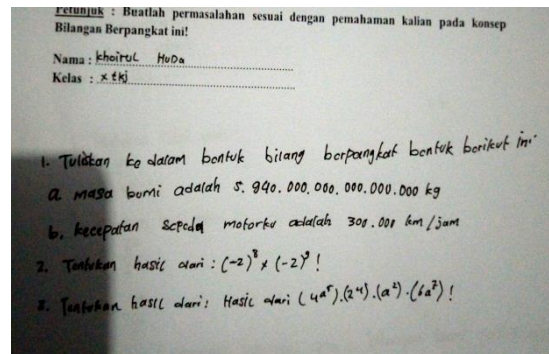 Petunjuk : Buatlah permasalahan sesuai dengan pemahaman kalian pada konsep
Bilangan Berpangkat ini!
Nama : khoiruL HuDa
Kelas : x tkj
1. Tuliskan ke dalam bentuk bilang berpangkat bentuk berikut ini
a. masa bumi adalah 5.940.000.000.000.000.000 kg
b. kecepatan sepeda motorku adalah 300.000 km/jam
2. Tentukan hasil dari : (-2)⁸ x (-2)⁹ !
3. Tentukan hasil dari : Hasil dari (4a⁵).(2⁴).(a²).(6a⁷) !